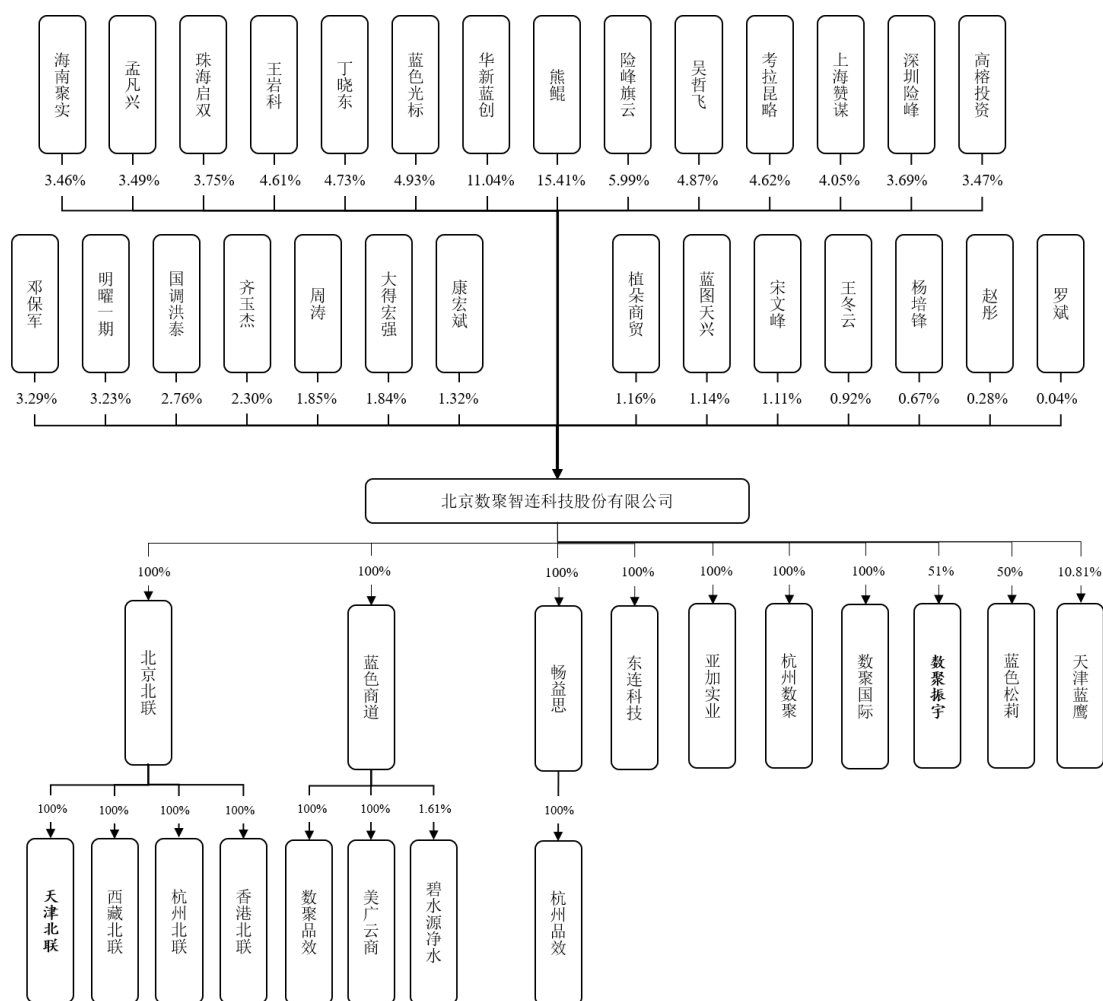 海南聚实
孟凡兴
珠海启双
王岩科
丁晓东
蓝色光标
华新蓝创
熊鲲
险峰旗云
吴哲飞
考拉昆略
上海赞谋
深圳险峰
高榕投资
3.46%
3.49%
3.75%
4.61%
4.73%
4.93%
11.04%
15.41%
5.99%
4.87%
4.62%
4.05%
3.69%
3.47%
邓保军
明曜一期
国调洪泰
齐玉杰
周涛
大得宏强
康宏斌
植朵商贸
蓝图天兴
宋文峰
王冬云
杨培锋
赵彤
罗斌
3.29%
3.23%
2.76%
2.30%
1.85%
1.84%
1.32%
1.16%
1.14%
1.11%
0.92%
0.67%
0.28%
0.04%
北京数聚智连科技股份有限公司
100%
100%
100%
100%
100%
100%
100%
51%
50%
10.81%
北京北联
蓝色商道
畅益思
东连科技
亚加实业
杭州数聚
数聚国际
数聚振宇
蓝色松莉
天津蓝鹰
100%
100%
100%
100%
100%
100%
1.61%
100%
天津北联
西藏北联
杭州北联
香港北联
数聚品效
美广云商
碧水源净水
杭州品效